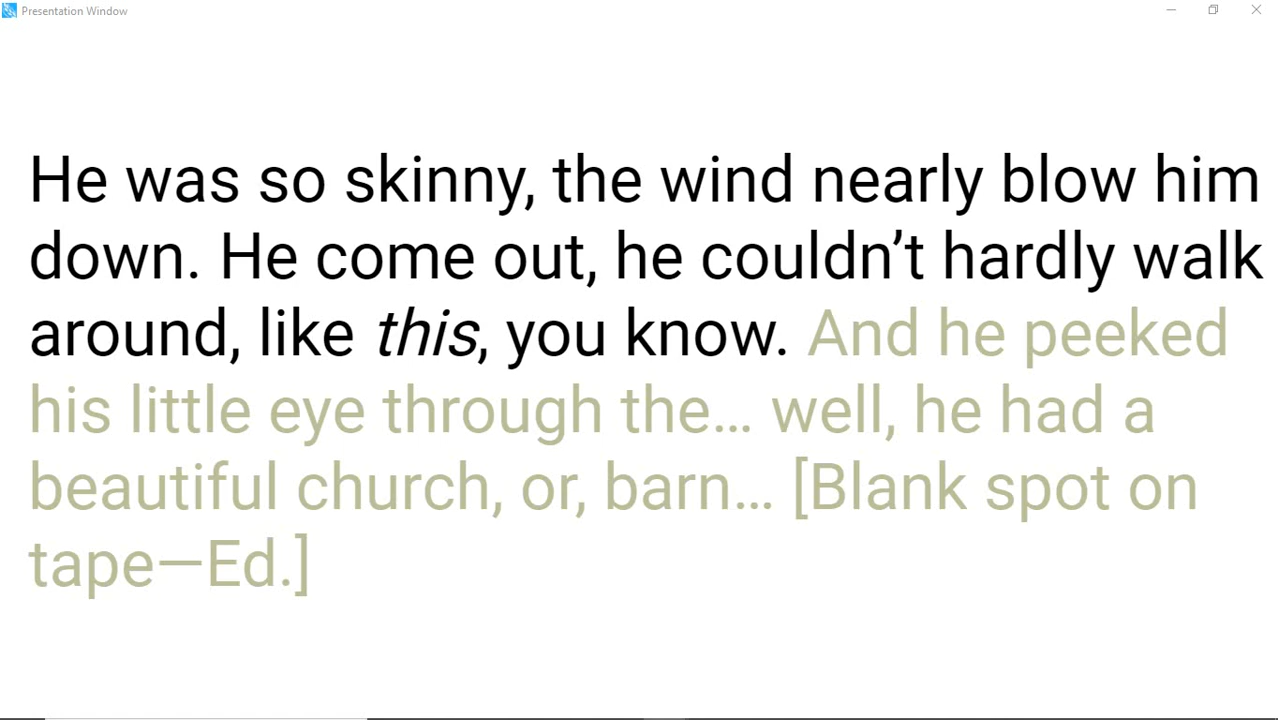 Presentation Window
He was so skinny, the wind nearly blow him
down. He come out, he couldn’t hardly walk
around, like this, you know. And he peeked
his little eye through the… well, he had a
beautiful church, or, barn… [Blank spot on
tape—Ed.]